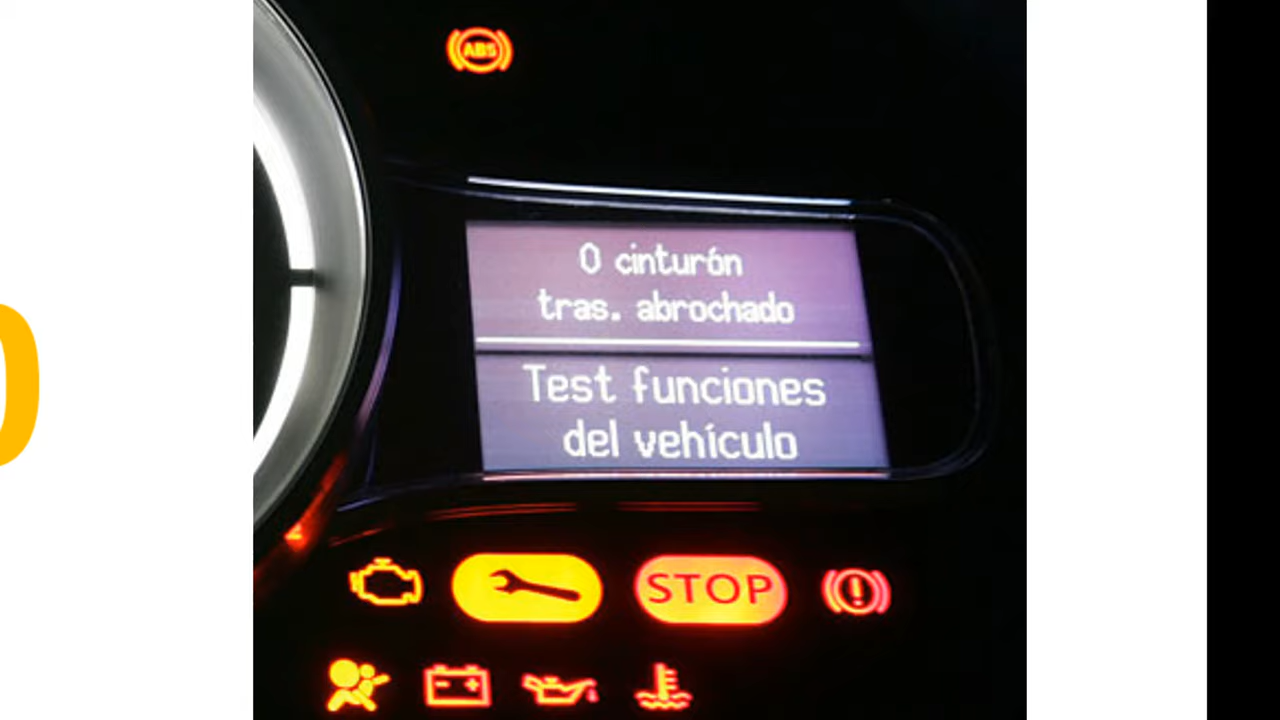 ABS
0 cinturón
tras. abrochado
Test funciones
del vehículo
STOP